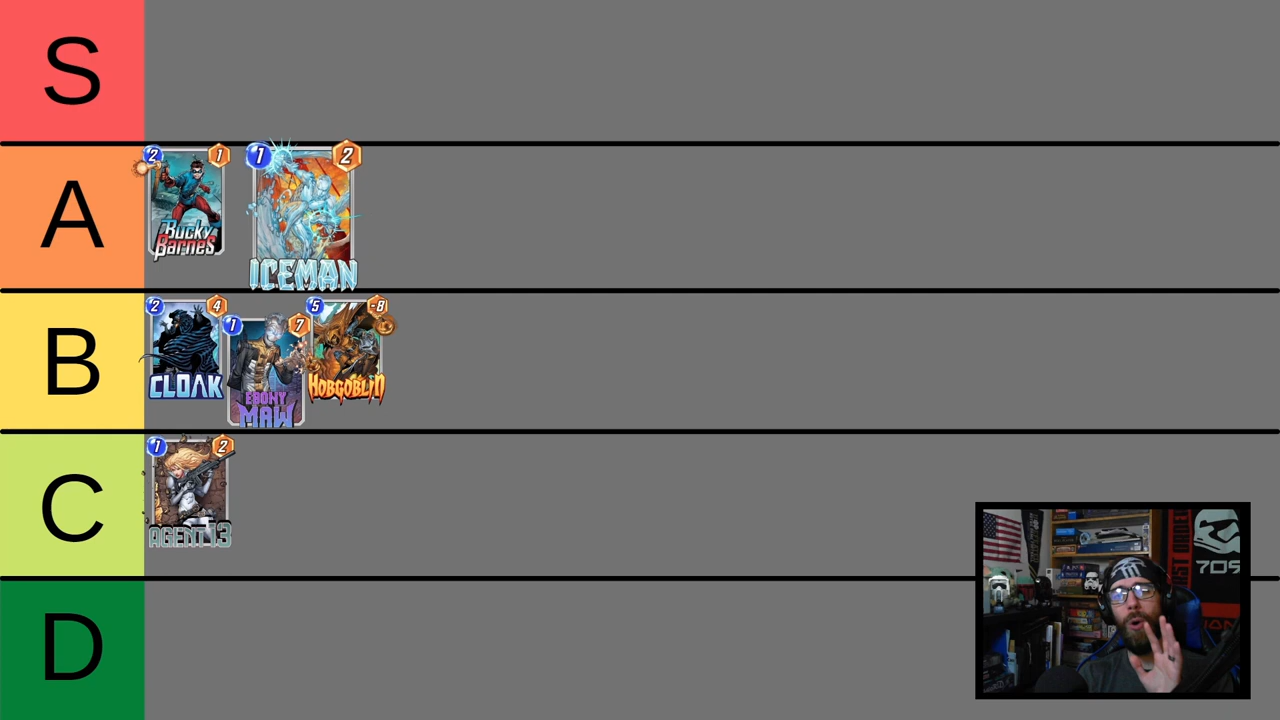 S
A
2 1
Bucky
Barnes
1 2
ICEMAN
B
2 4
CLOAK
1 7
EBONY
MAW
5 -8
HOBGOBLIN
C
1 2
AGENT 13
D
709